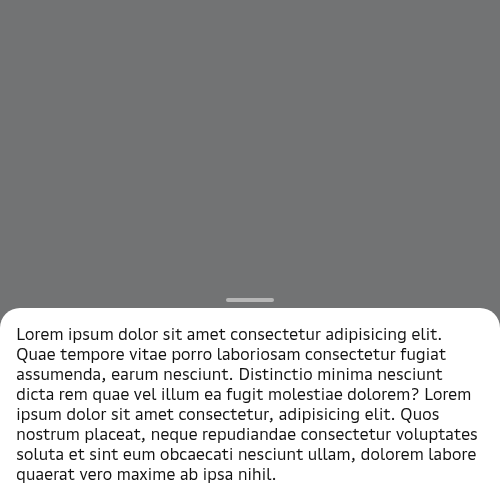 Lorem ipsum dolor sit amet consectetur adipisicing elit.
Quae tempore vitae porro laboriosam consectetur fugiat
assumenda, earum nesciunt. Distinctio minima nesciunt
dicta rem quae vel illum ea fugit molestiae dolorem? Lorem
ipsum dolor sit amet consectetur, adipisicing elit. Quos
nostrum placeat, neque repudiandae consectetur voluptates
soluta et sint eum obcaecati nesciunt ullam, dolorem labore
quaerat vero maxime ab ipsa nihil.